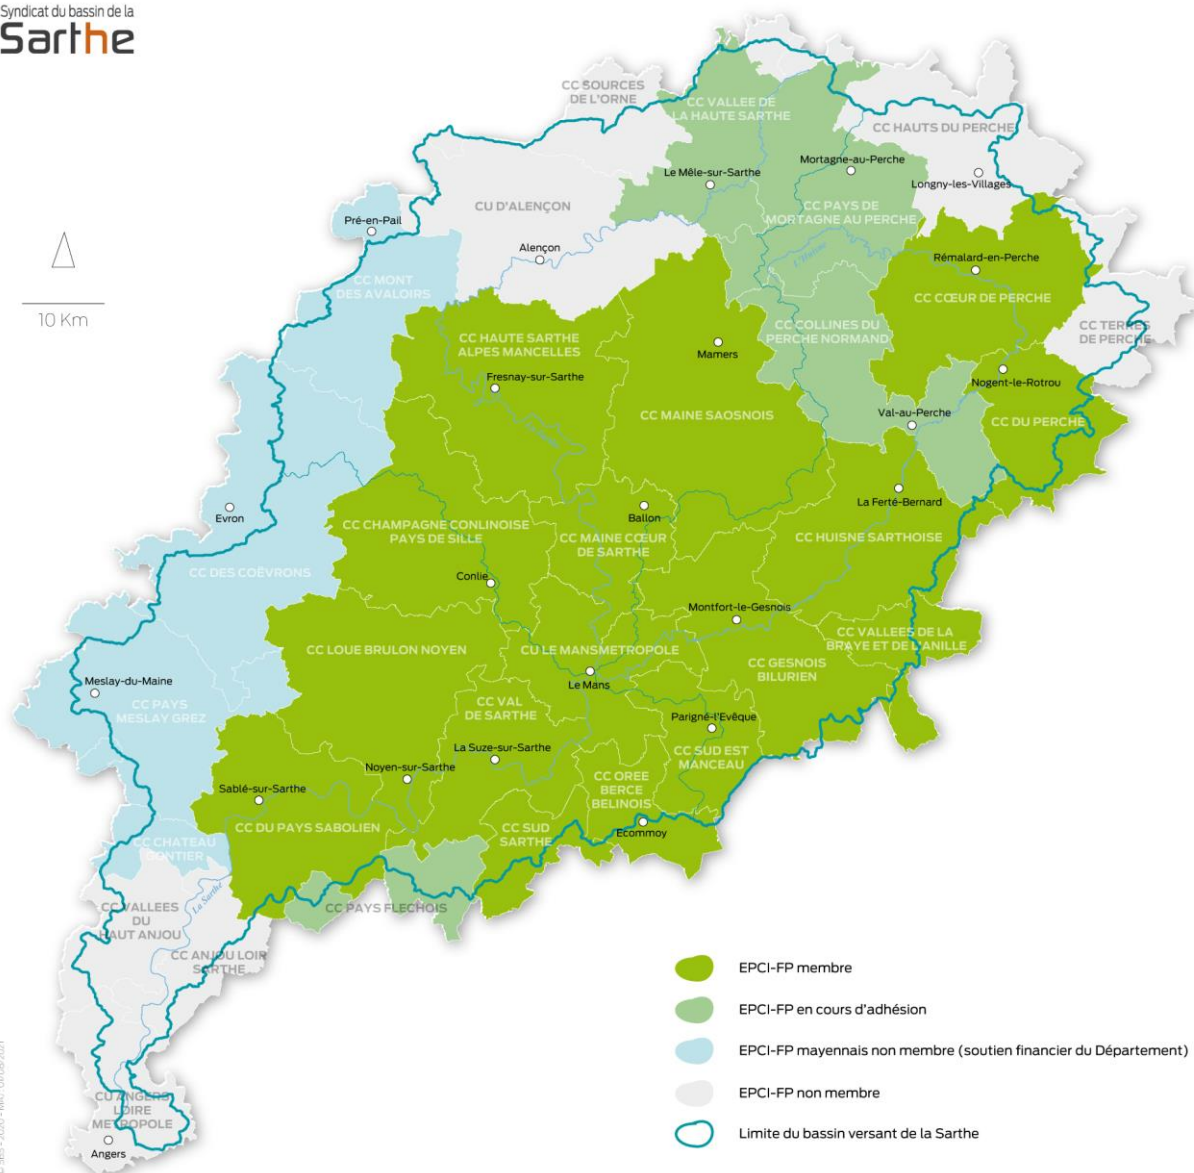 Syndicat du bassin de la
Sarthe
CC SOURCES
DE L'ORNE
CC VALLEE DE
LA HAUTE SARTHE
CC HAUTS DU PERCHE
Mortagne-au-Perche
Le Mêle-sur-Sarthe
Longny-les-Villages
CU D'ALENÇON
CC PAYS DE
MORTAGNE AU PERCHE
Pré-en-Pail
Alençon
L'Huisne
Rémalard-en-Perche
CC MONT
DES AVALOIRS
CC CŒUR DE PERCHE
10 Km
CC HAUTE SARTHE
ALPES MANCELLES
CC COLLINES DU
PERCHE NORMAND
CC TERRES
DE PERCHE
Mamers
Fresnay-sur-Sarthe
Nogent-le-Rotrou
CC MAINE SAOSNOIS
Val-au-Perche
CC DU PERCHE
La Sarthe
La Ferté-Bernard
Evron
Ballon
CC CHAMPAGNE CONLINOISE
PAYS DE SILLE
CC MAINE CŒUR
DE SARTHE
CC HUISNE SARTHOISE
CC DES COËVRONS
Conlie
Montfort-le-Gesnois
CC VALLEES DE LA
BRAYE ET DE L'ANILLE
CC LOUE BRULON NOYEN
CU LE MANSMETROPOLE
CC GESNOIS
BILURIEN
Meslay-du-Maine
Le Mans
CC PAYS
MESLAY GREZ
CC VAL
DE SARTHE
Parigné-l'Evêque
La Suze-sur-Sarthe
CC SUD EST
MANCEAU
Noyen-sur-Sarthe
CC OREE
BERCE
BELINOIS
Sablé-sur-Sarthe
CC DU PAYS SABOLIEN
CC SUD
SARTHE
Ecommoy
CC CHATEAU
GONTIER
La Sarthe
CC VALLEES
DU
HAUT ANJOU
CC PAYS FLECHOIS
CC ANJOU LOIR
SARTHE
EPCI-FP membre
EPCI-FP en cours d'adhésion
EPCI-FP mayennais non membre (soutien financier du Département)
EPCI-FP non membre
Limite du bassin versant de la Sarthe
CU ANGERS
LOIRE
METROPOLE
Angers